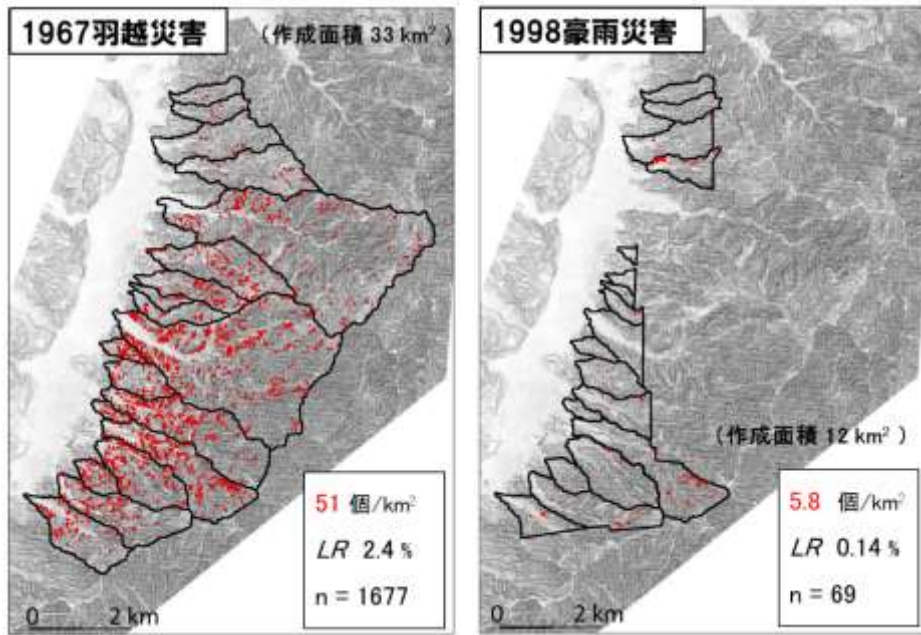 1967羽越災害
(作成面積 33 km²)
51 個/km²
LR 2.4 %
n = 1677
0 2 km
1998豪雨災害
(作成面積 12 km²)
5.8 個/km²
LR 0.14 %
n = 69
0 2 km